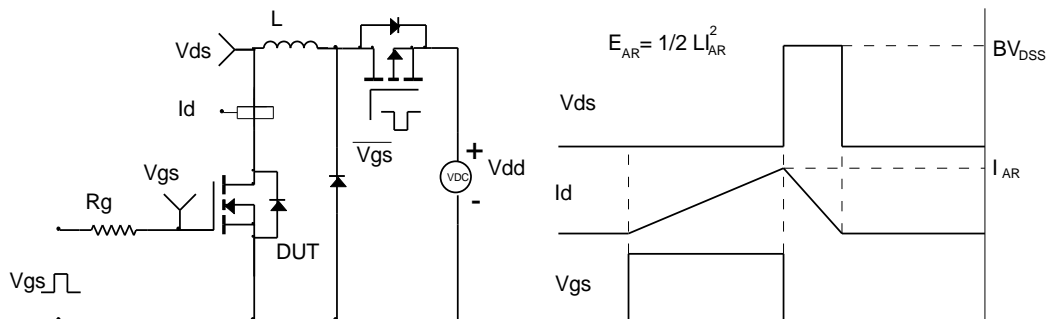 L
Vds
Id
Vgs
Vgs
Rg
DUT
Vgs
+
VDC
-
Vdd
E_AR = 1/2 LI_AR^2
BV_DSS
Vds
I_AR
Id
Vgs